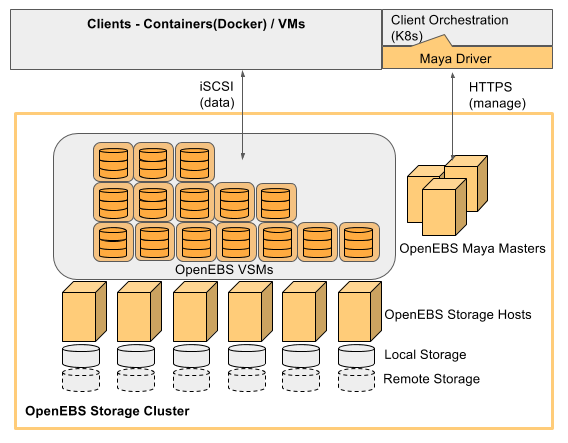 Clients - Containers(Docker) / VMs
Client Orchestration
(K8s)
Maya Driver
iSCSI
(data)
HTTPS
(manage)
OpenEBS Maya Masters
OpenEBS VSMs
OpenEBS Storage Hosts
Local Storage
Remote Storage
OpenEBS Storage Cluster